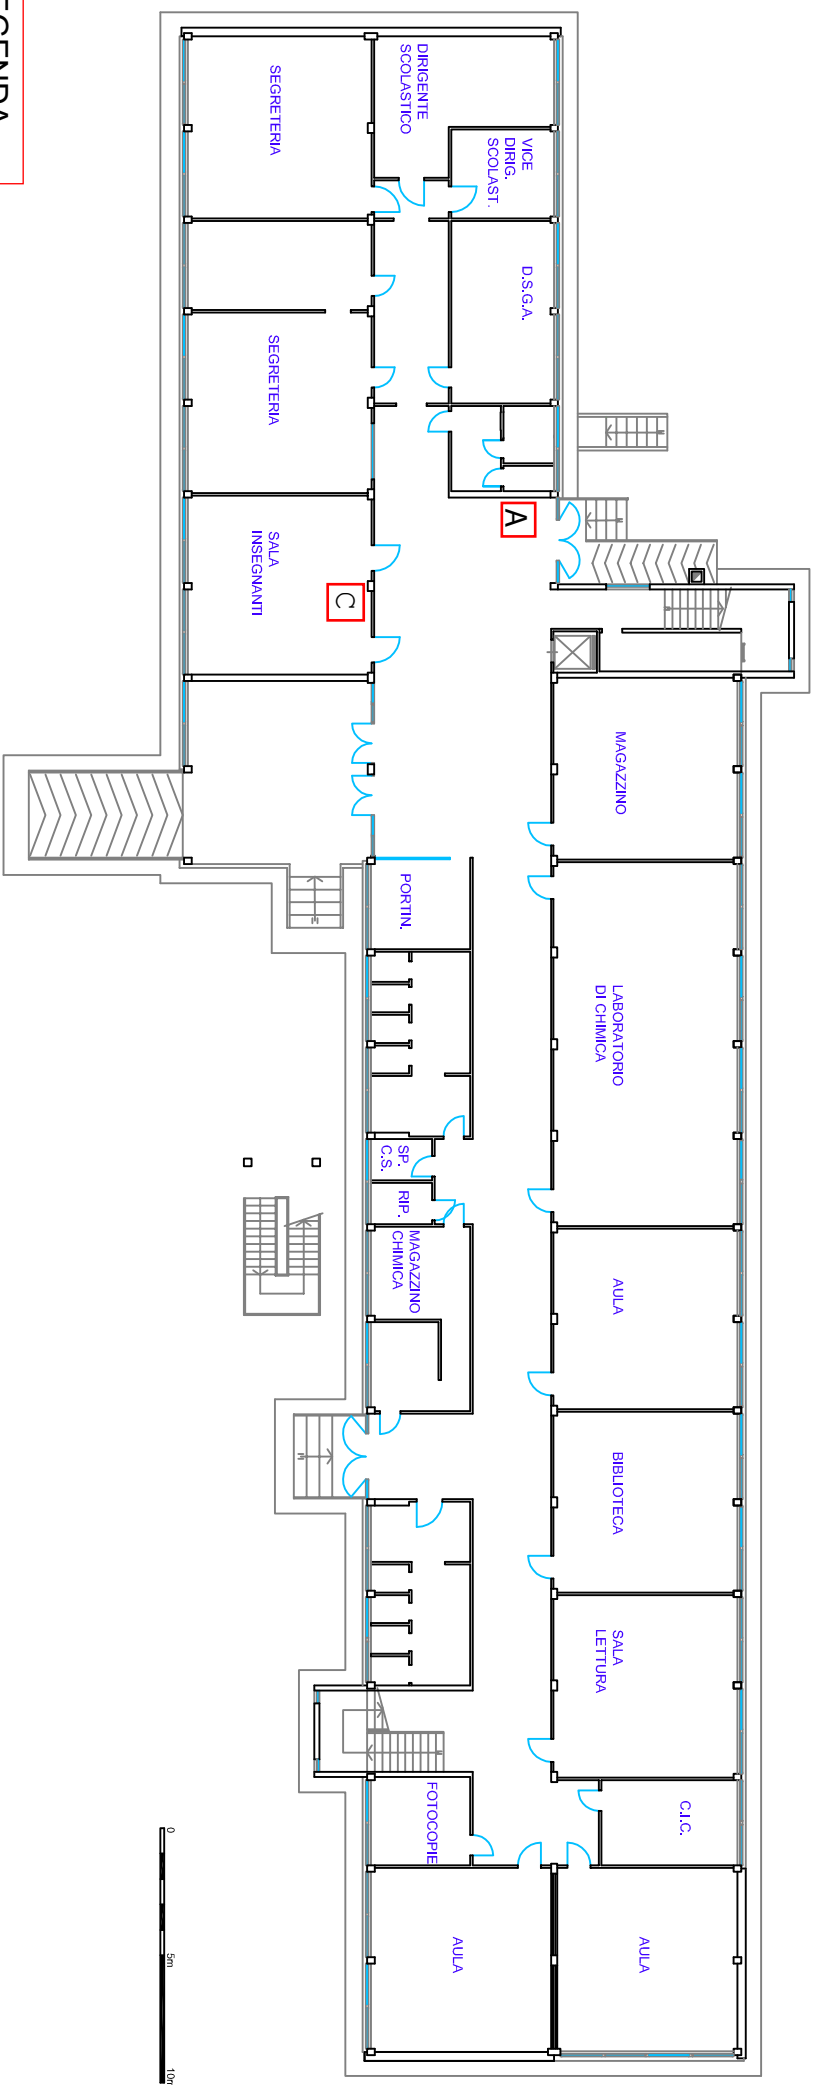 LEGENDA
SEGRETERIA
DIRIGENTE
SCOLASTICO
VICE
DIRIG.
SCOLAST.
D.S.G.A.
SEGRETERIA
A
SALA
INSEGNANTI
C
MAGAZZINO
PORTIN.
LABORATORIO
DI CHIMICA
SP.
C.S.
RIP.
MAGAZZINO
CHIMICA
AULA
BIBLIOTECA
SALA
LETTURA
C.I.C.
FOTOCOPIE
AULA
AULA
0
5m
10m